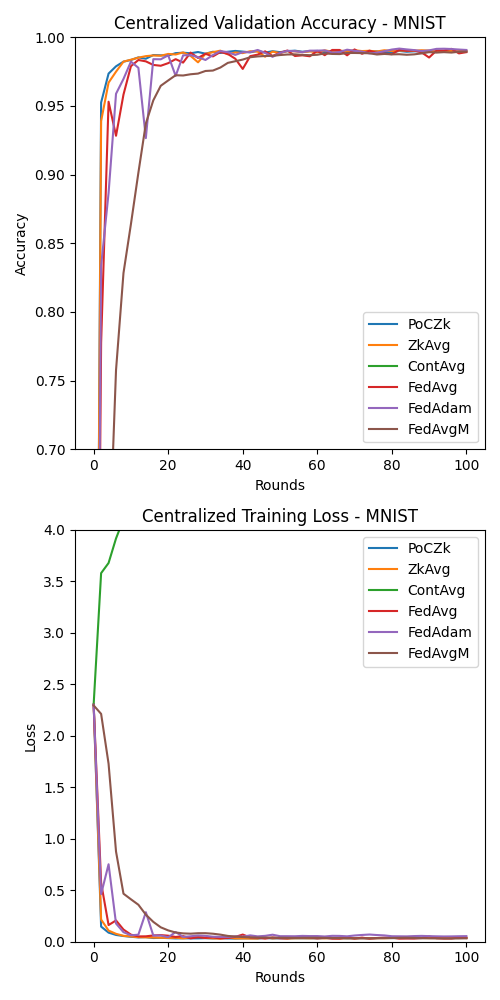 Centralized Validation Accuracy - MNIST
1.00
0.95
0.90
0.85
0.80
0.75
0.70
Accuracy
0 20 40 60 80 100
Rounds
PoCZk
ZkAvg
ContAvg
FedAvg
FedAdam
FedAvgM
Centralized Training Loss - MNIST
4.0
3.5
3.0
2.5
2.0
1.5
1.0
0.5
0.0
Loss
0 20 40 60 80 100
Rounds
PoCZk
ZkAvg
ContAvg
FedAvg
FedAdam
FedAvgM